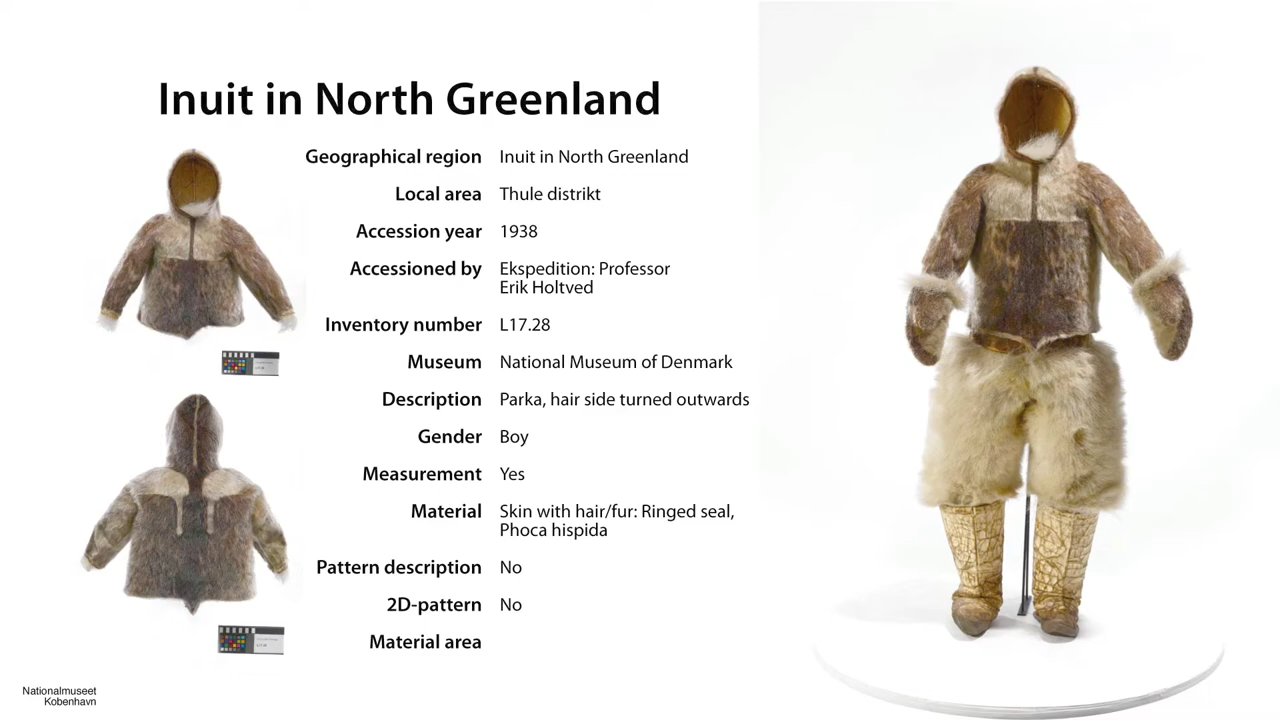 Inuit in North Greenland
Geographical region Inuit in North Greenland
Local area Thule distrikt
Accession year 1938
Accessioned by Ekspedition: Professor
Erik Holtved
Inventory number L17.28
Museum National Museum of Denmark
Description Parka, hair side turned outwards
Gender Boy
Measurement Yes
Material Skin with hair/fur: Ringed seal,
Phoca hispida
Pattern description No
2D-pattern No
Material area
Nationalmuseet
Kobenhavn